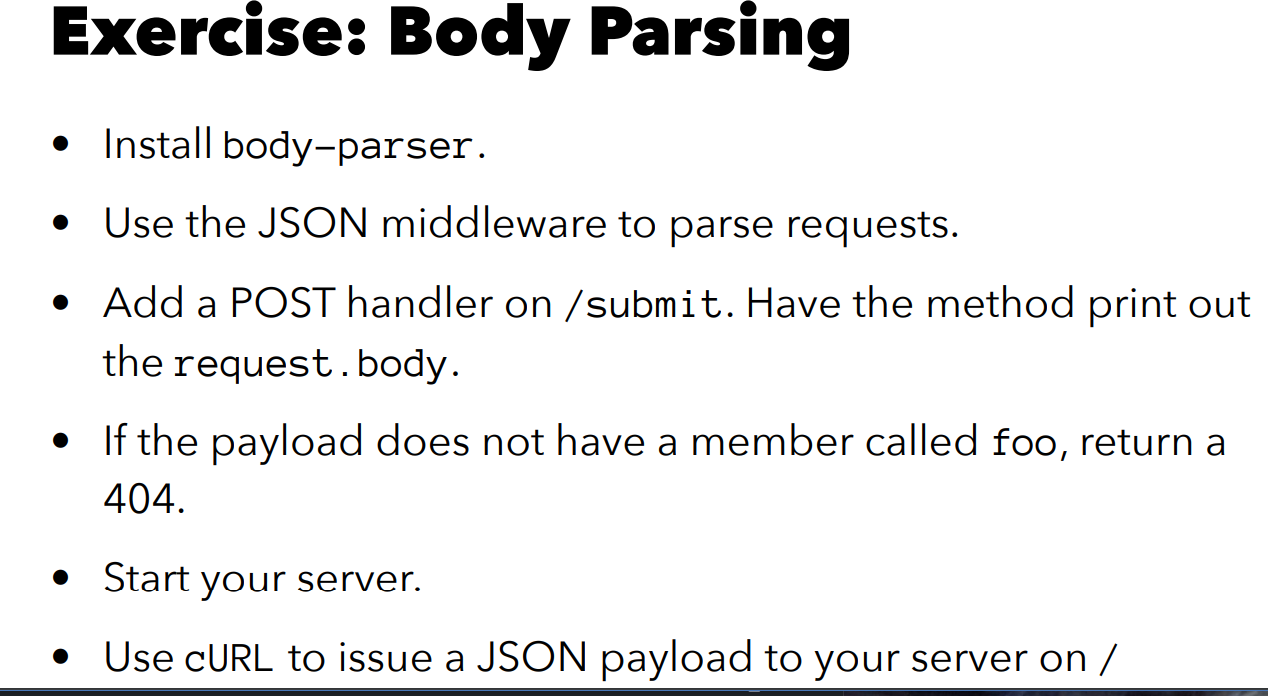 Exercise: Body Parsing
• Install body-parser.
• Use the JSON middleware to parse requests.
• Add a POST handler on /submit. Have the method print out
the request.body.
• If the payload does not have a member called foo, return a
404.
• Start your server.
• Use cURL to issue a JSON payload to your server on /